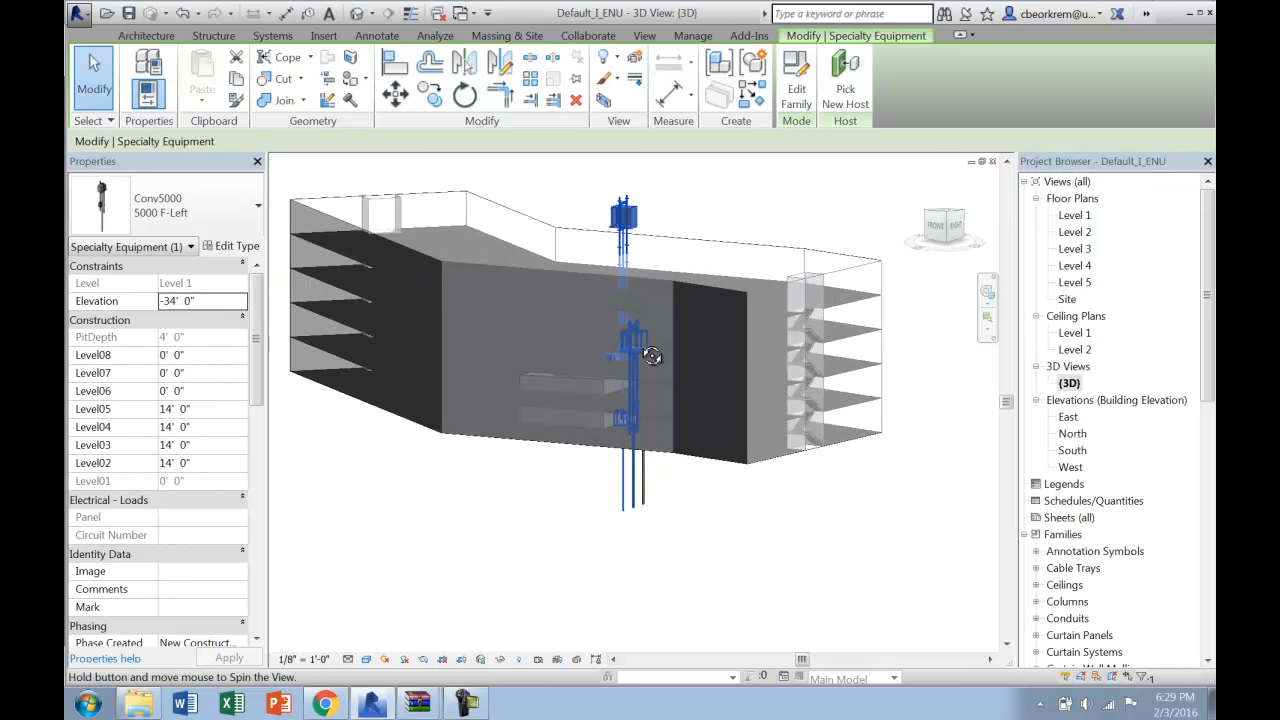 Default_I_ENU - 3D View: {3D}
Type a keyword or phrase
cbeorkrem@u...
Architecture Structure Systems Insert Annotate Analyze Massing & Site Collaborate View Manage Add-Ins Modify | Specialty Equipment
Modify
Paste
Cope
Cut
Join
Edit
Family
Pick
New Host
Select Properties Clipboard Geometry Modify View Measure Create Mode Host
Modify | Specialty Equipment
Properties
Conv5000
5000 F-Left
Specialty Equipment (1) Edit Type
Constraints
Level Level 1
Elevation -34' 0"
Construction
PitDepth 4' 0"
Level08 0' 0"
Level07 0' 0"
Level06 0' 0"
Level05 14' 0"
Level04 14' 0"
Level03 14' 0"
Level02 14' 0"
Level01 0' 0"
Electrical - Loads
Panel
Circuit Number
Identity Data
Image
Comments
Mark
Phasing
Phase Created New Construct...
Properties help Apply
FRONT RIGHT
1/8" = 1'-0"
Project Browser - Default_I_ENU
Views (all)
Floor Plans
Level 1
Level 2
Level 3
Level 4
Level 5
Site
Ceiling Plans
Level 1
Level 2
3D Views
{3D}
Elevations (Building Elevation)
East
North
South
West
Legends
Schedules/Quantities
Sheets (all)
Families
Annotation Symbols
Cable Trays
Ceilings
Columns
Conduits
Curtain Panels
Curtain Systems
Hold button and move mouse to Spin the View.
:0
Main Model
:1
6:29 PM
2/3/2016